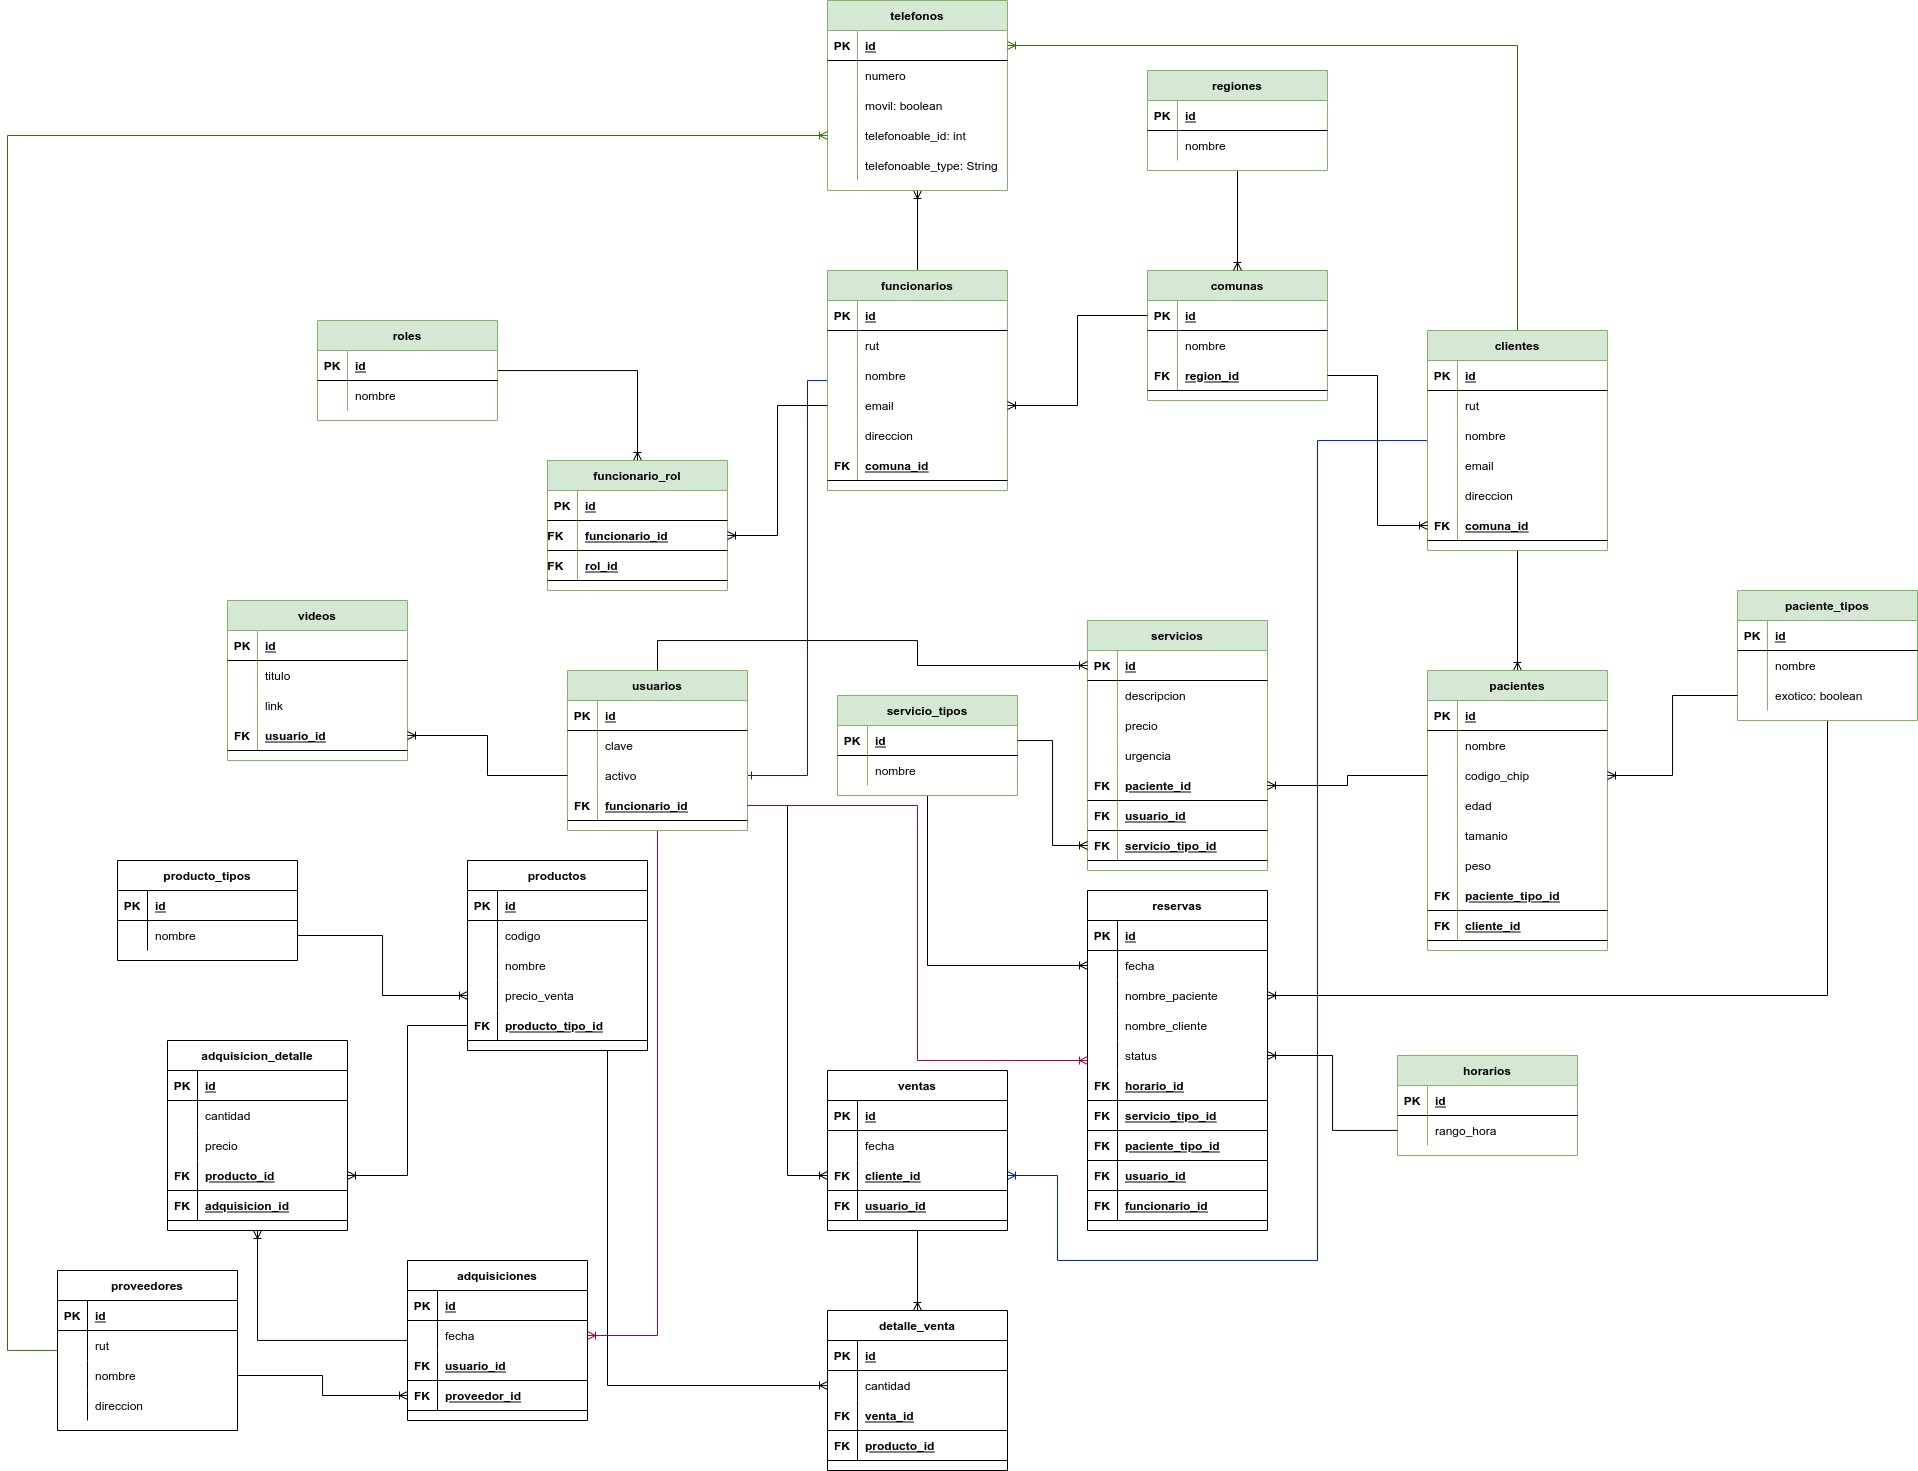 telefonos
PK id
numero
movil: boolean
telefonoable_id: int
telefonoable_type: String
regiones
PK id
nombre
funcionarios
PK id
rut
nombre
email
direccion
FK comuna_id
comunas
PK id
nombre
FK region_id
roles
PK id
nombre
clientes
PK id
rut
nombre
email
direccion
FK comuna_id
funcionario_rol
PK id
FK funcionario_id
FK rol_id
videos
PK id
titulo
link
FK usuario_id
usuarios
PK id
clave
activo
FK funcionario_id
servicio_tipos
PK id
nombre
servicios
PK id
descripcion
precio
urgencia
FK paciente_id
FK usuario_id
FK servicio_tipo_id
pacientes
PK id
nombre
codigo_chip
edad
tamanio
peso
FK paciente_tipo_id
FK cliente_id
paciente_tipos
PK id
nombre
exotico: boolean
producto_tipos
PK id
nombre
productos
PK id
codigo
nombre
precio_venta
FK producto_tipo_id
reservas
PK id
fecha
nombre_paciente
nombre_cliente
status
FK horario_id
FK servicio_tipo_id
FK paciente_tipo_id
FK usuario_id
FK funcionario_id
adquisicion_detalle
PK id
cantidad
precio
FK producto_id
FK adquisicion_id
ventas
PK id
fecha
FK cliente_id
FK usuario_id
horarios
PK id
rango_hora
proveedores
PK id
rut
nombre
direccion
adquisiciones
PK id
fecha
FK usuario_id
FK proveedor_id
detalle_venta
PK id
cantidad
FK venta_id
FK producto_id